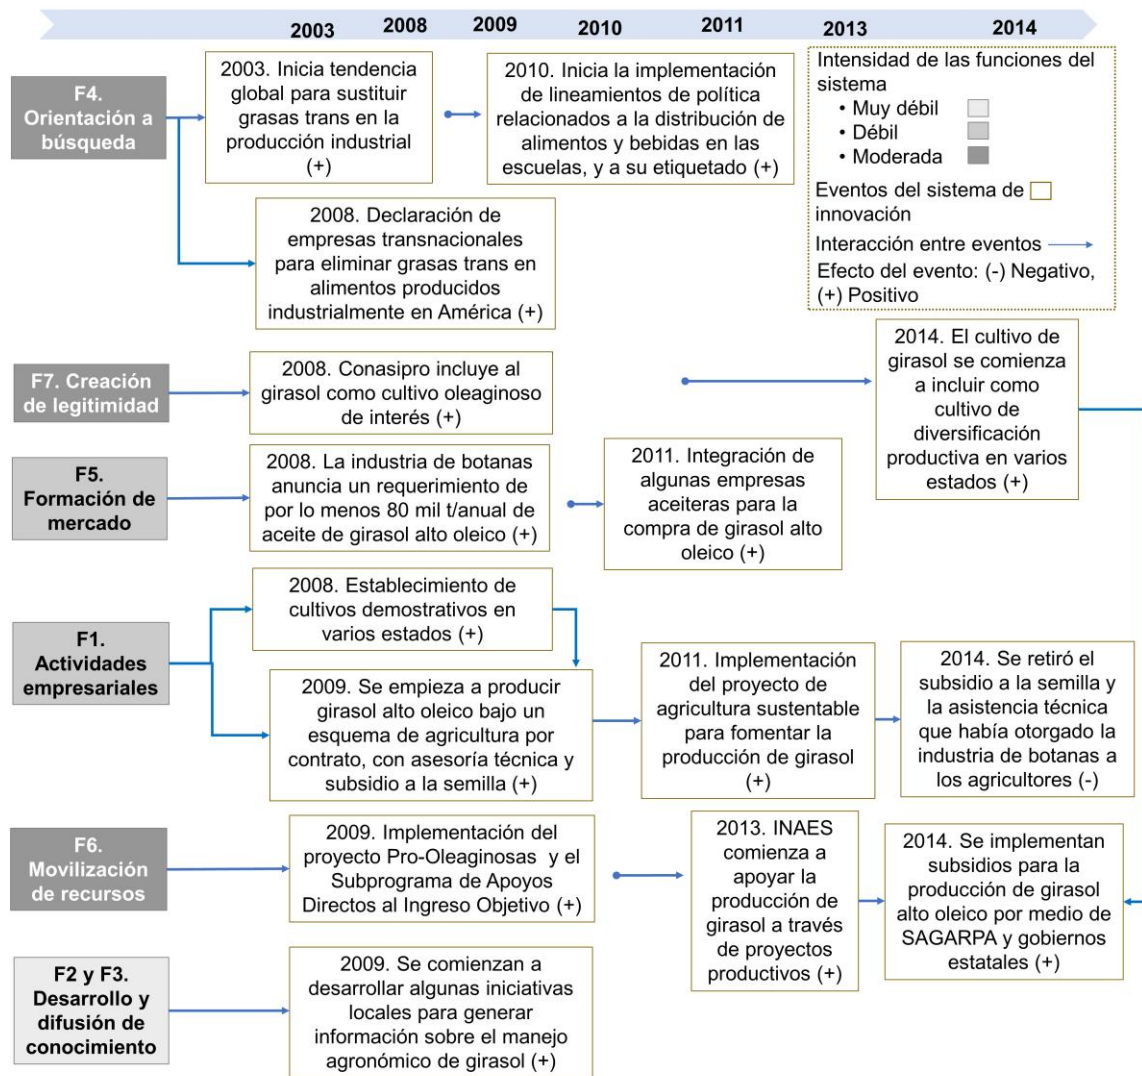 2003 2008 2009 2010 2011 2013 2014
F4.
Orientación a
búsqueda
2003. Inicia tendencia
global para sustituir
grasas trans en la
producción industrial
(+)
2010. Inicia la implementación
de lineamientos de política
relacionados a la distribución de
alimentos y bebidas en las
escuelas, y a su etiquetado (+)
Intensidad de las funciones del
sistema
• Muy débil
• Débil
• Moderada
Eventos del sistema de
innovación
Interacción entre eventos
Efecto del evento: (-) Negativo,
(+) Positivo
2008. Declaración de
empresas transnacionales
para eliminar grasas trans en
alimentos producidos
industrialmente en América (+)
F7. Creación
de legitimidad
2008. Conasipro incluye al
girasol como cultivo oleaginoso
de interés (+)
2014. El cultivo de
girasol se comienza
a incluir como
cultivo de
diversificación
productiva en varios
estados (+)
F5.
Formación de
mercado
2008. La industria de botanas
anuncia un requerimiento de
por lo menos 80 mil t/anual de
aceite de girasol alto oleico (+)
2011. Integración de
algunas empresas
aceiteras para la
compra de girasol alto
oleico (+)
F1.
Actividades
empresariales
2008. Establecimiento de
cultivos demostrativos en
varios estados (+)
2009. Se empieza a producir
girasol alto oleico bajo un
esquema de agricultura por
contrato, con asesoría técnica y
subsidio a la semilla (+)
2011. Implementación
del proyecto de
agricultura sustentable
para fomentar la
producción de girasol
(+)
2014. Se retiró el
subsidio a la semilla y
la asistencia técnica
que había otorgado la
industria de botanas a
los agricultores (-)
F6.
Movilización
de recursos
2009. Implementación del
proyecto Pro-Oleaginosas y el
Subprograma de Apoyos
Directos al Ingreso Objetivo (+)
2013. INAES
comienza a
apoyar la
producción de
girasol a través
de proyectos
productivos (+)
2014. Se implementan
subsidios para la
producción de girasol
alto oleico por medio de
SAGARPA y gobiernos
estatales (+)
F2 y F3.
Desarrollo y
difusión de
conocimiento
2009. Se comienzan a
desarrollar algunas iniciativas
locales para generar
información sobre el manejo
agronómico de girasol (+)